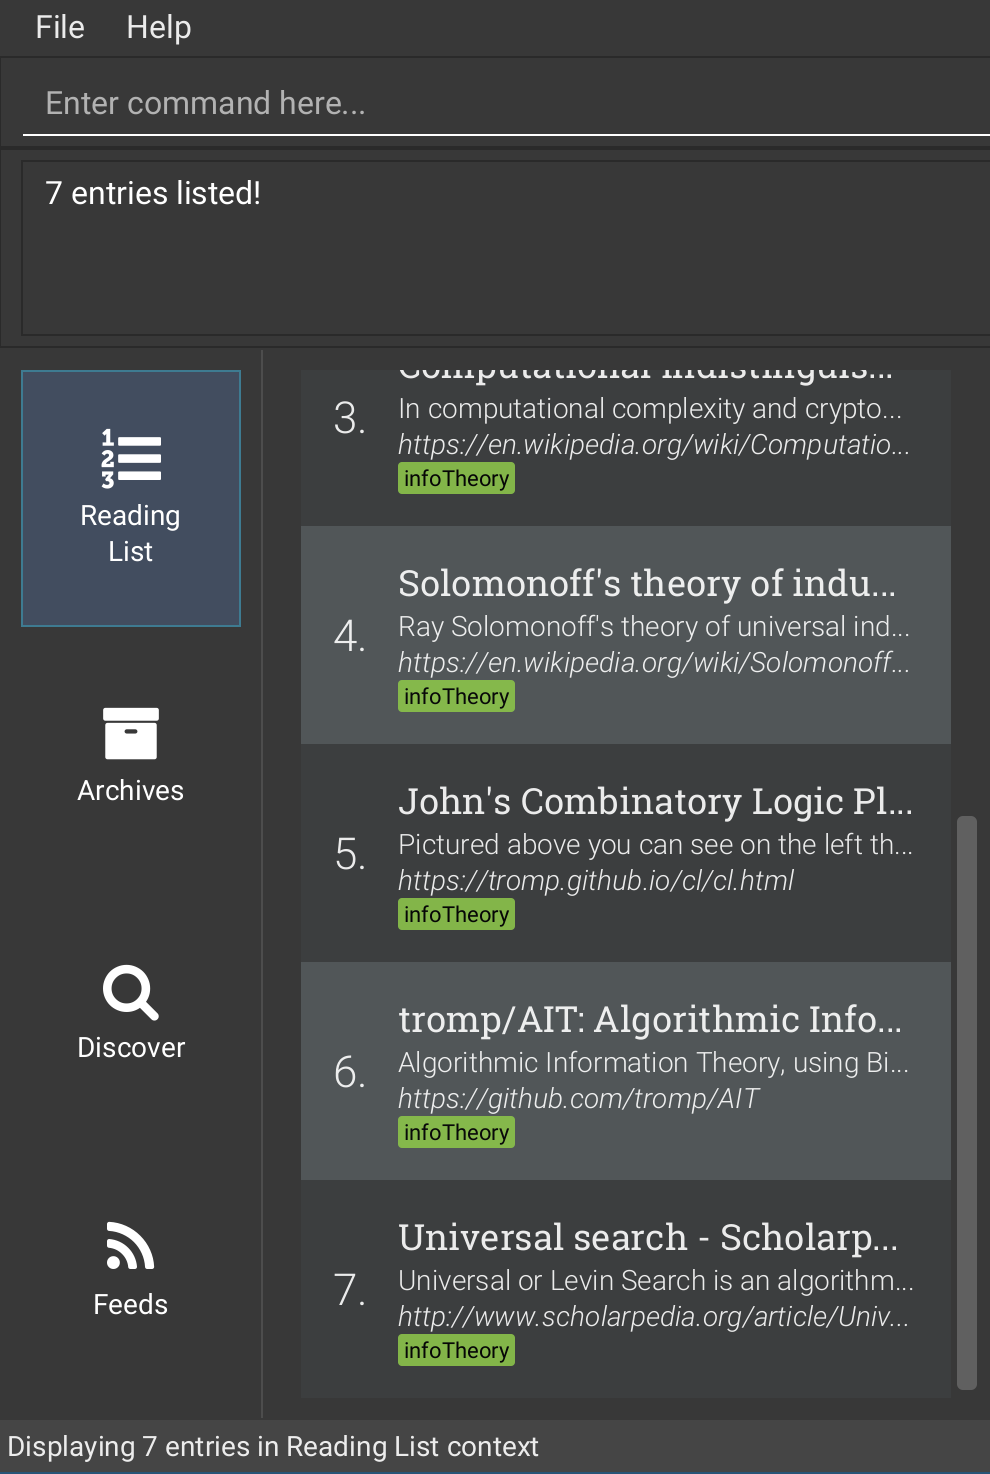 File Help
Enter command here...
7 entries listed!
1
2
3
Reading
List
Archives
Discover
Feeds
Computational indistinguis...
3.
In computational complexity and crypto...
https://en.wikipedia.org/wiki/Computatio...
infoTheory
Solomonoff's theory of indu...
4.
Ray Solomonoff's theory of universal ind...
https://en.wikipedia.org/wiki/Solomonoff...
infoTheory
John's Combinatory Logic Pl...
5.
Pictured above you can see on the left th...
https://tromp.github.io/cl/cl.html
infoTheory
tromp/AIT: Algorithmic Info...
6.
Algorithmic Information Theory, using Bi...
https://github.com/tromp/AIT
infoTheory
Universal search - Scholarp...
7.
Universal or Levin Search is an algorithm...
http://www.scholarpedia.org/article/Univ...
infoTheory
Displaying 7 entries in Reading List context